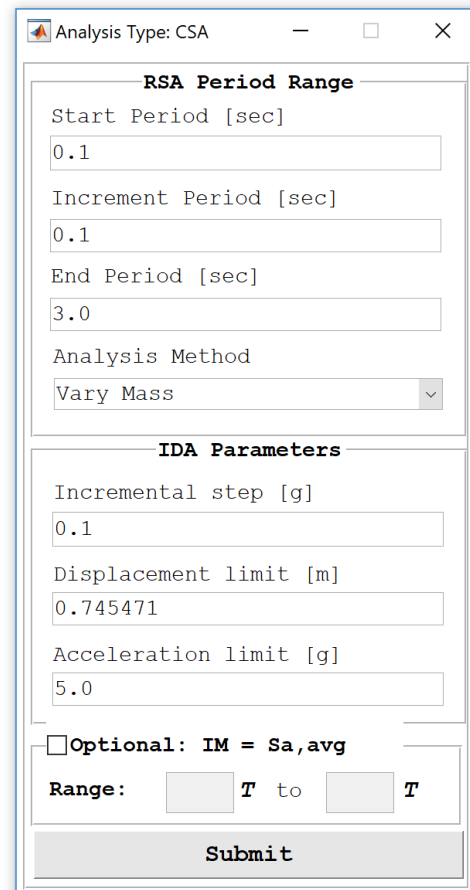 Analysis Type: CSA
RSA Period Range
Start Period [sec]
0.1
Increment Period [sec]
0.1
End Period [sec]
3.0
Analysis Method
Vary Mass
IDA Parameters
Incremental step [g]
0.1
Displacement limit [m]
0.745471
Acceleration limit [g]
5.0
Optional: IM = Sa,avg
Range: T to T
Submit